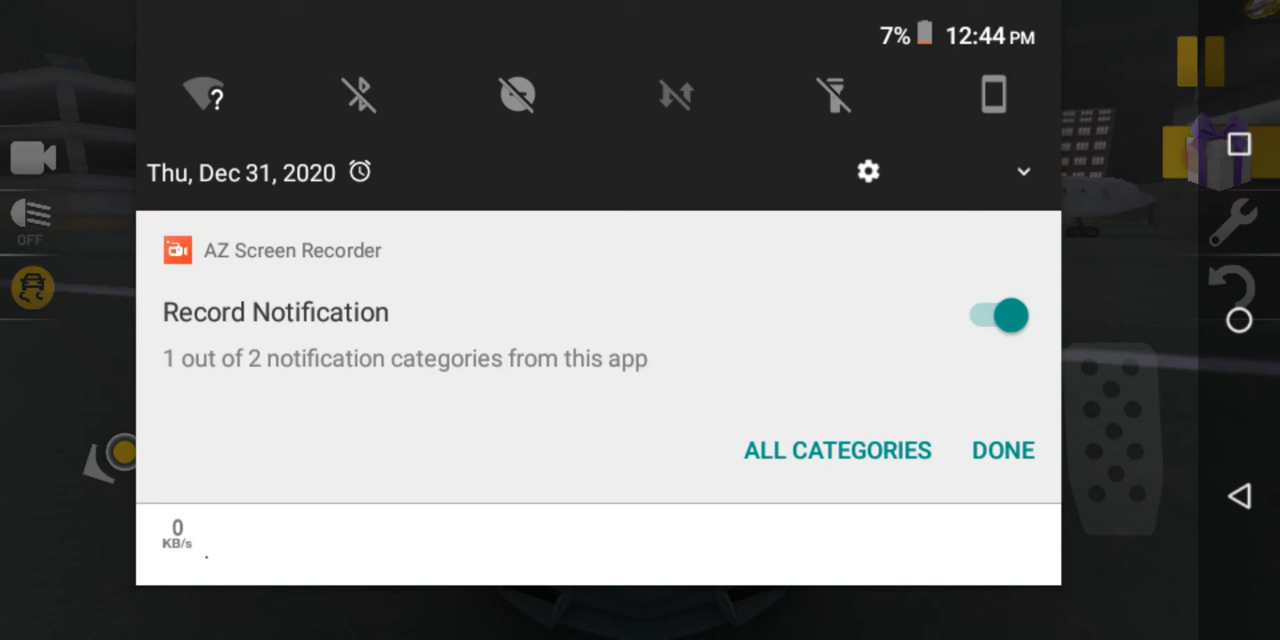 7% 12:44 PM
?
Thu, Dec 31, 2020
OFF
AZ Screen Recorder
Record Notification
1 out of 2 notification categories from this app
ALL CATEGORIES DONE
0
KB/s .